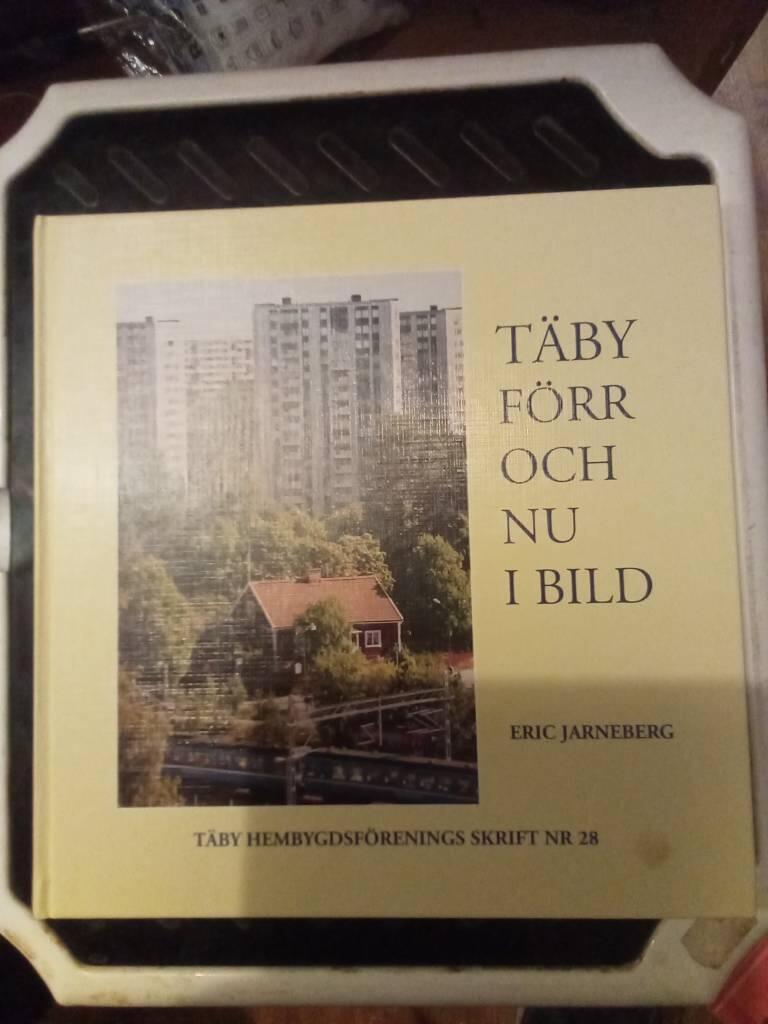 TÄBY
FÖRR
OCH
NU
I BILD
ERIC JARNEBERG
TÄBY HEMBYGDSFÖRENINGS SKRIFT NR 28